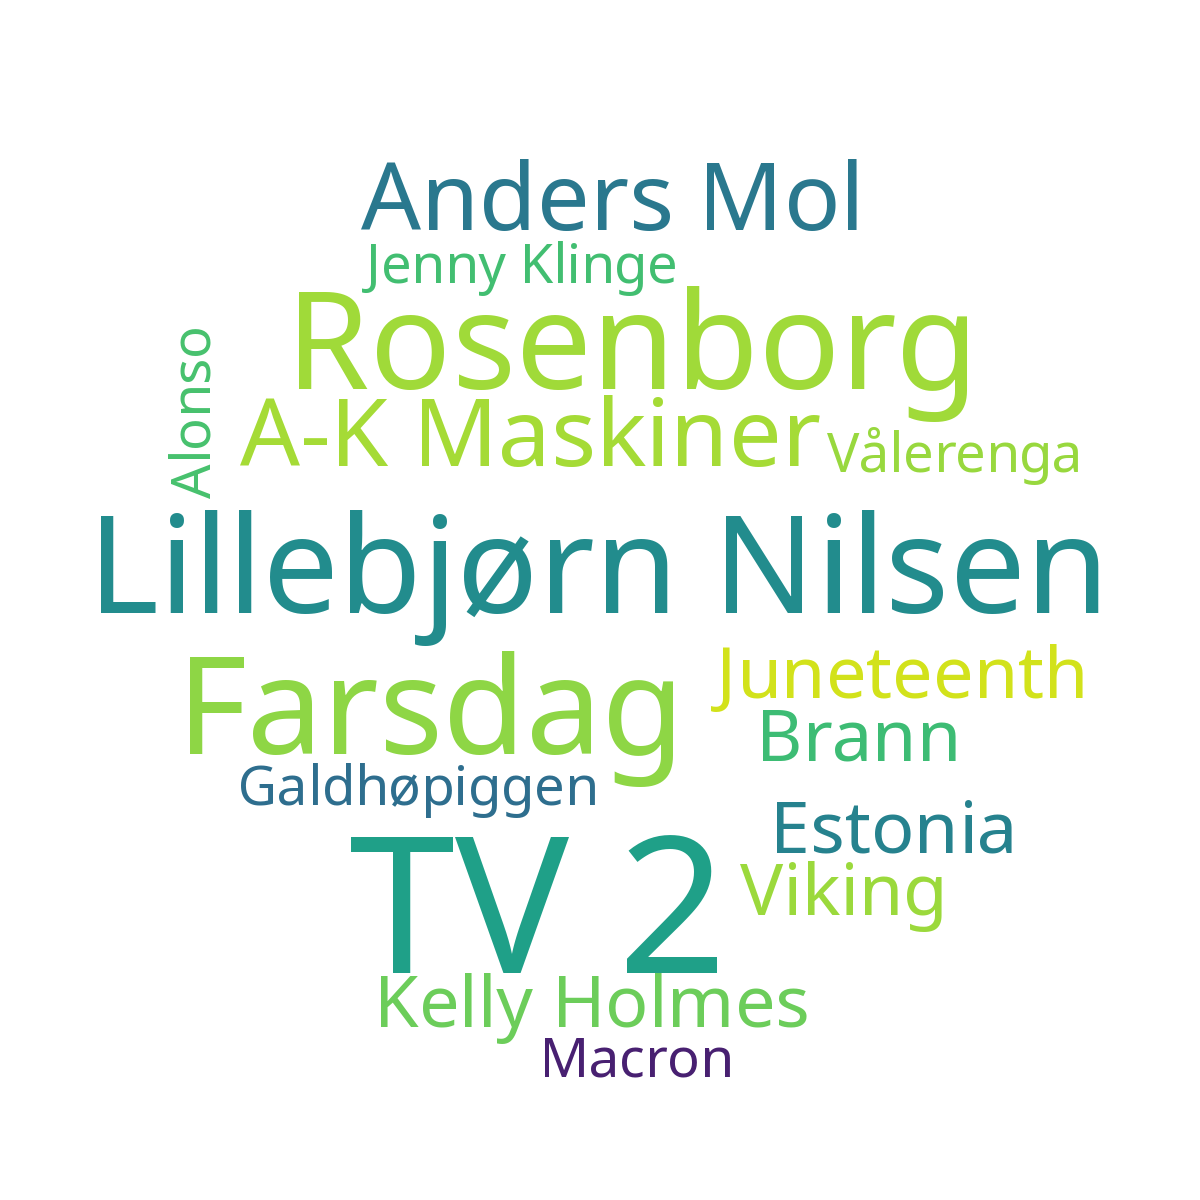 Anders Mol
Jenny Klinge
Rosenborg
Alonso
A-K Maskiner
Vålerenga
Lillebjørn Nilsen
Juneteenth
Farsdag
Brann
Galdhøpiggen
Estonia
TV 2
Viking
Kelly Holmes
Macron